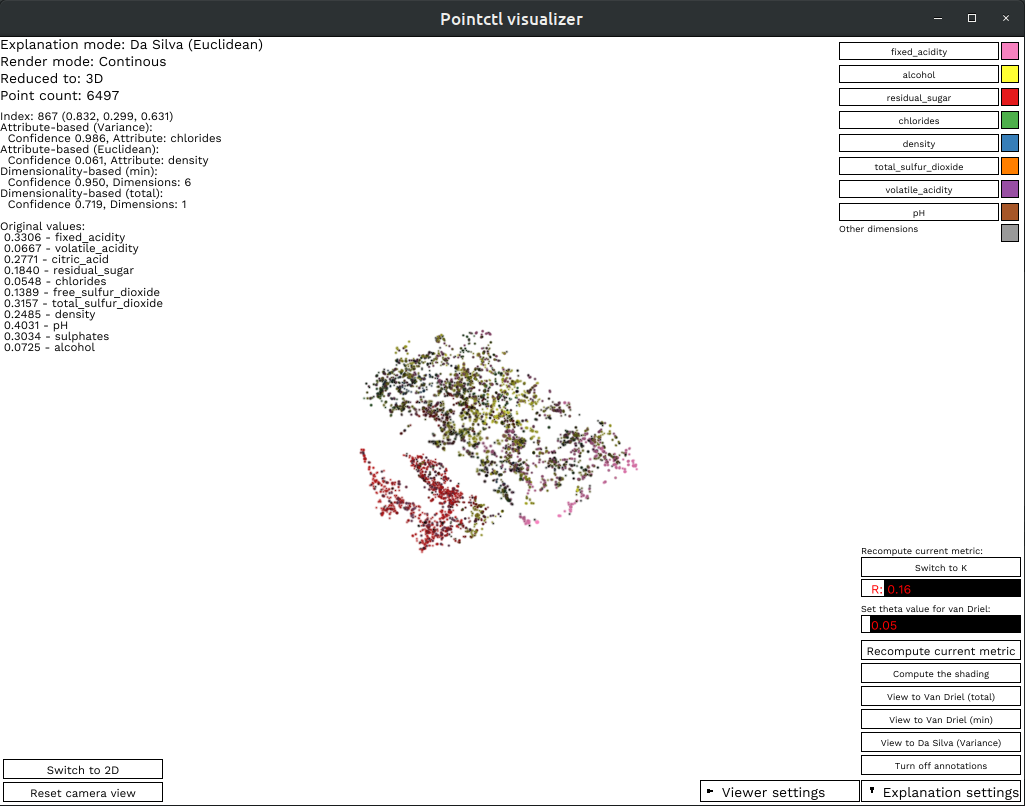 Pointctl visualizer
Explanation mode: Da Silva (Euclidean)
Render mode: Continous
Reduced to: 3D
Point count: 6497
Index: 867 (0.832, 0.299, 0.631)
Attribute-based (Variance):
Confidence 0.986, Attribute: chlorides
Attribute-based (Euclidean):
Confidence 0.061, Attribute: density
Dimensionality-based (min):
Confidence 0.950, Dimensions: 6
Dimensionality-based (total):
Confidence 0.719, Dimensions: 1
Original values:
0.3306 - fixed_acidity
0.0667 - volatile_acidity
0.2771 - citric_acid
0.1840 - residual_sugar
0.0548 - chlorides
0.1389 - free_sulfur_dioxide
0.3157 - total_sulfur_dioxide
0.2485 - density
0.4031 - pH
0.3034 - sulphates
0.0725 - alcohol
fixed_acidity
alcohol
residual_sugar
chlorides
density
total_sulfur_dioxide
volatile_acidity
pH
Other dimensions
Recompute current metric:
Switch to K
R: 0.16
Set theta value for van Driel:
0.05
Recompute current metric
Compute the shading
View to Van Driel (total)
View to Van Driel (min)
View to Da Silva (Variance)
Turn off annotations
Switch to 2D
Reset camera view
Viewer settings
Explanation settings